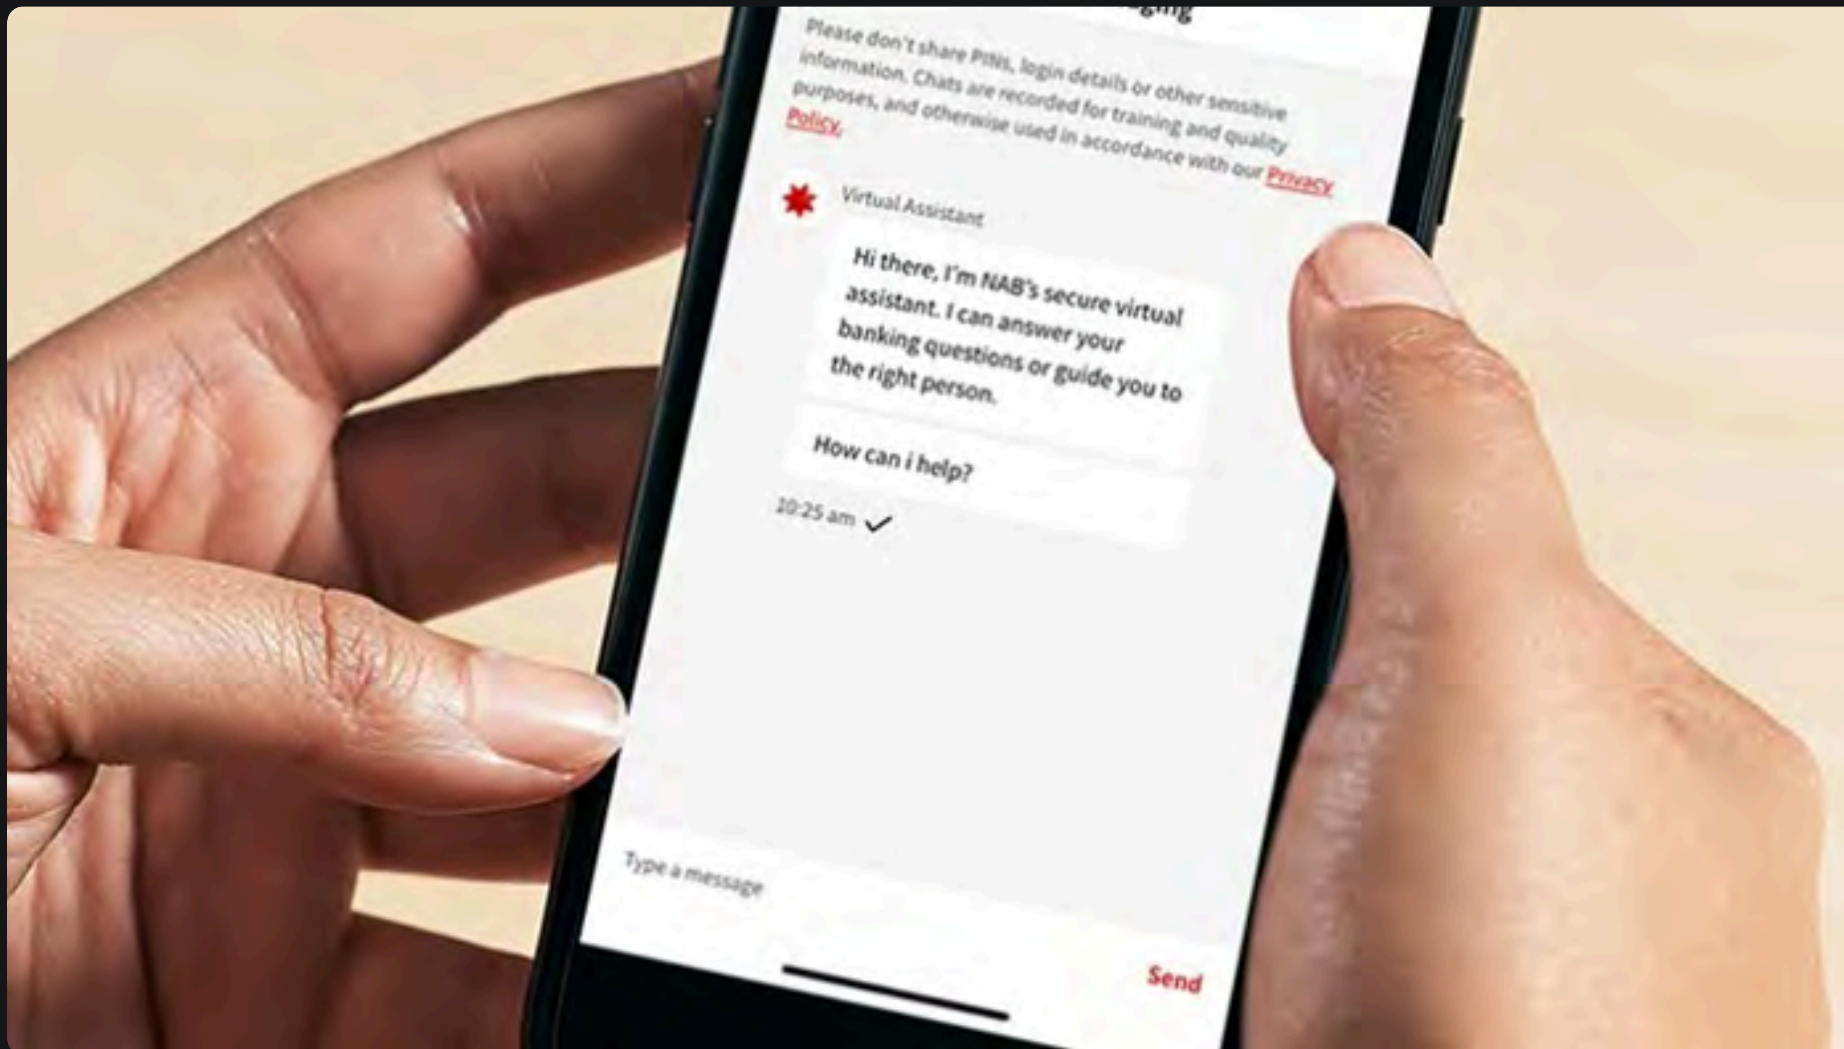 Please don't share PINs, login details or other sensitive
information. Chats are recorded for training and quality
purposes, and otherwise used in accordance with our Privacy
Policy.
Virtual Assistant
Hi there, I'm NAB's secure virtual
assistant. I can answer your
banking questions or guide you to
the right person.
How can i help?
10:25 am
Type a message
Send